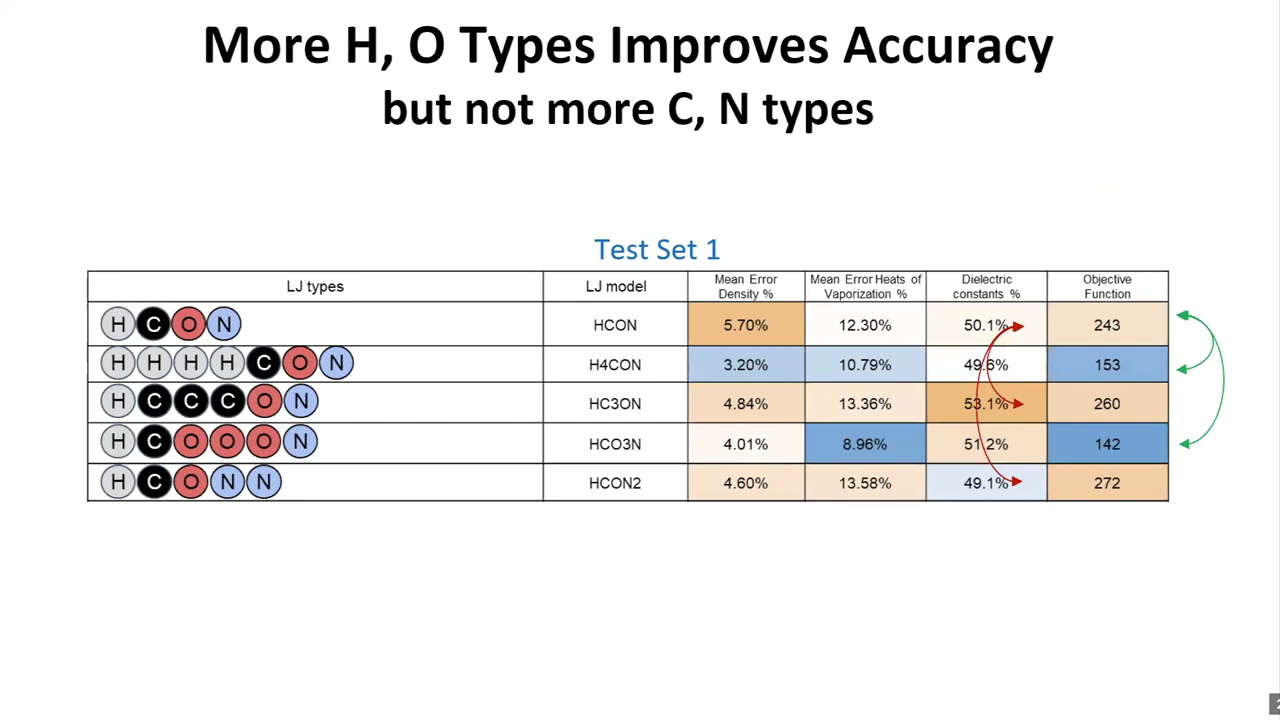 More H, O Types Improves Accuracy
but not more C, N types
Test Set 1
LJ types LJ model Mean Error Density % Mean Error Heats of Vaporization % Dielectric constants % Objective Function
H C O N HCON 5.70% 12.30% 50.1% 243
H H H H C O N H4CON 3.20% 10.79% 49.6% 153
H C C C O N HC3ON 4.84% 13.36% 53.1% 260
H C O O O N HCO3N 4.01% 8.96% 51.2% 142
H C O N N HCON2 4.60% 13.58% 49.1% 272